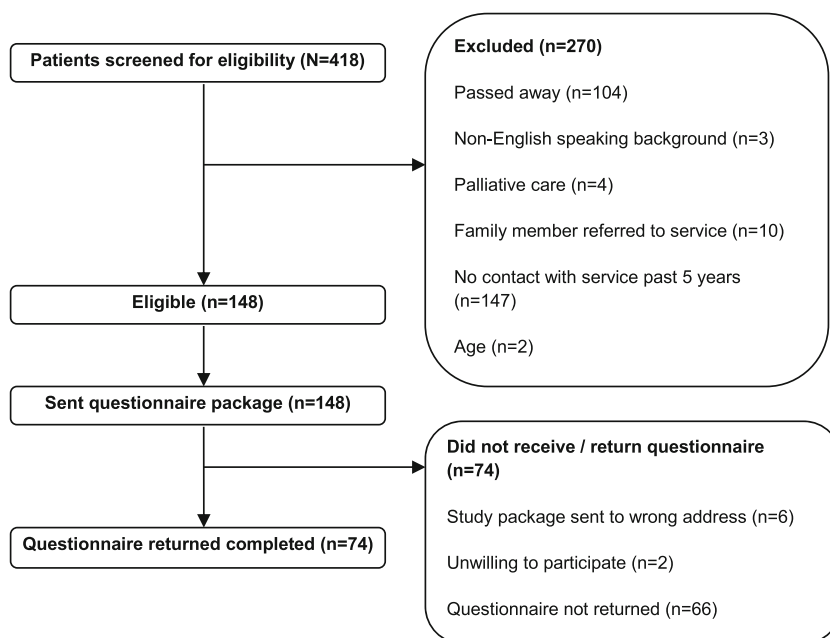 Patients screened for eligibility (N=418)
Excluded (n=270)
Passed away (n=104)
Non-English speaking background (n=3)
Palliative care (n=4)
Family member referred to service (n=10)
No contact with service past 5 years
(n=147)
Age (n=2)
Eligible (n=148)
Sent questionnaire package (n=148)
Did not receive / return questionnaire
(n=74)
Study package sent to wrong address (n=6)
Unwilling to participate (n=2)
Questionnaire not returned (n=66)
Questionnaire returned completed (n=74)